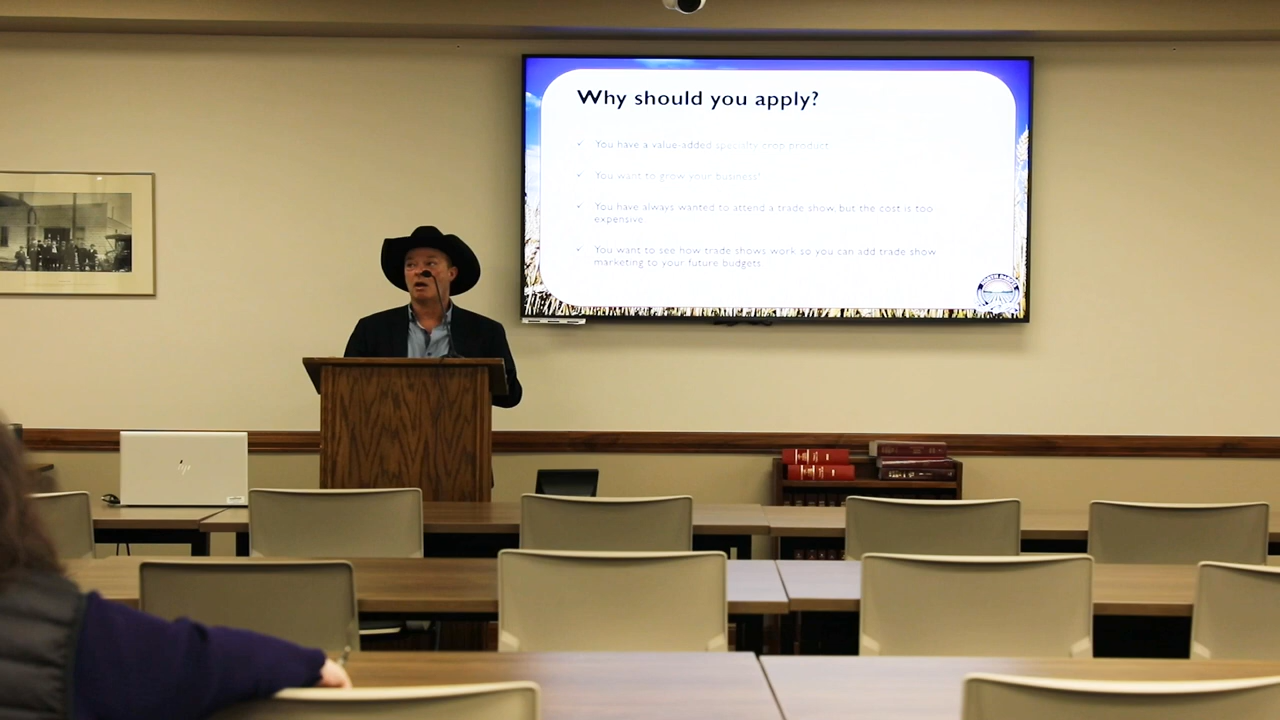 Why should you apply?
✓ You have a value-added specialty crop product
✓ You want to grow your business?
✓ You have always wanted to attend a trade show, but the cost is too
expensive
✓ You want to see how trade shows work so you can add trade show
marketing to your future budgets
hp